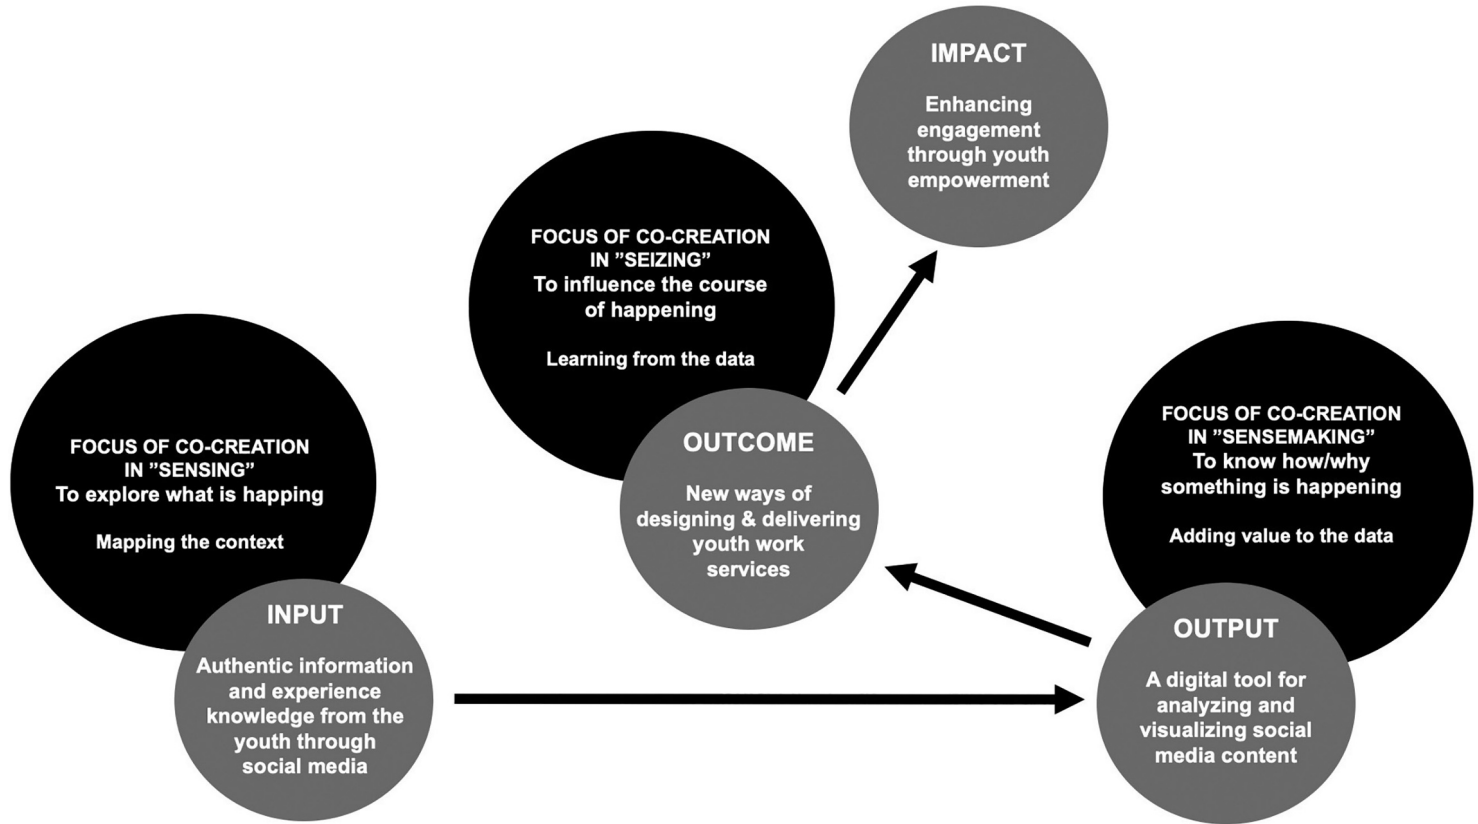 IMPACT
Enhancing
engagement
through youth
empowerment
FOCUS OF CO-CREATION
IN ”SEIZING”
To influence the course
of happening
Learning from the data
OUTCOME
New ways of
designing & delivering
youth work
services
FOCUS OF CO-CREATION
IN ”SENSING”
To explore what is happing
Mapping the context
INPUT
Authentic information
and experience
knowledge from the
youth through
social media
FOCUS OF CO-CREATION
IN ”SENSEMAKING”
To know how/why
something is happening
Adding value to the data
OUTPUT
A digital tool for
analyzing and
visualizing social
media content